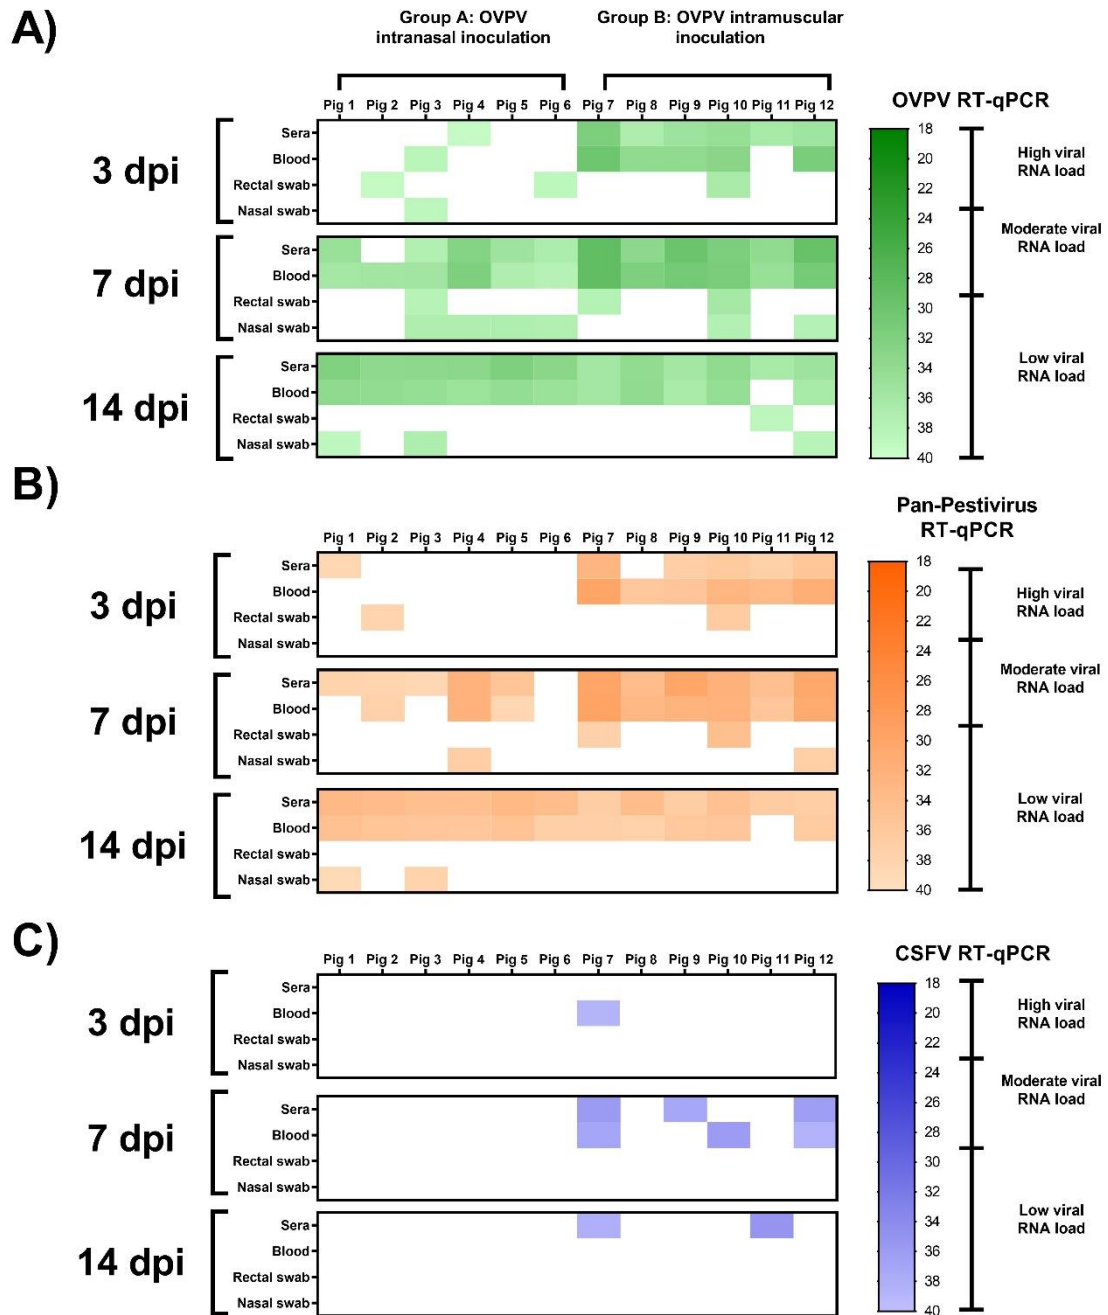 A)
Group A: OVPV
intranasal inoculation
Group B: OVPV intramuscular
inoculation
Pig 1 Pig 2 Pig 3 Pig 4 Pig 5 Pig 6 Pig 7 Pig 8 Pig 9 Pig 10 Pig 11 Pig 12
3 dpi
Sera
Blood
Rectal swab
Nasal swab
7 dpi
Sera
Blood
Rectal swab
Nasal swab
14 dpi
Sera
Blood
Rectal swab
Nasal swab
OVPV RT-qPCR
18
20
22
24
26
28
30
32
34
36
38
40
High viral
RNA load
Moderate viral
RNA load
Low viral
RNA load
B)
Pig 1 Pig 2 Pig 3 Pig 4 Pig 5 Pig 6 Pig 7 Pig 8 Pig 9 Pig 10 Pig 11 Pig 12
3 dpi
Sera
Blood
Rectal swab
Nasal swab
7 dpi
Sera
Blood
Rectal swab
Nasal swab
14 dpi
Sera
Blood
Rectal swab
Nasal swab
Pan-Pestivirus
RT-qPCR
18
20
22
24
26
28
30
32
34
36
38
40
High viral
RNA load
Moderate viral
RNA load
Low viral
RNA load
C)
Pig 1 Pig 2 Pig 3 Pig 4 Pig 5 Pig 6 Pig 7 Pig 8 Pig 9 Pig 10 Pig 11 Pig 12
3 dpi
Sera
Blood
Rectal swab
Nasal swab
7 dpi
Sera
Blood
Rectal swab
Nasal swab
14 dpi
Sera
Blood
Rectal swab
Nasal swab
CSFV RT-qPCR
18
20
22
24
26
28
30
32
34
36
38
40
High viral
RNA load
Moderate viral
RNA load
Low viral
RNA load